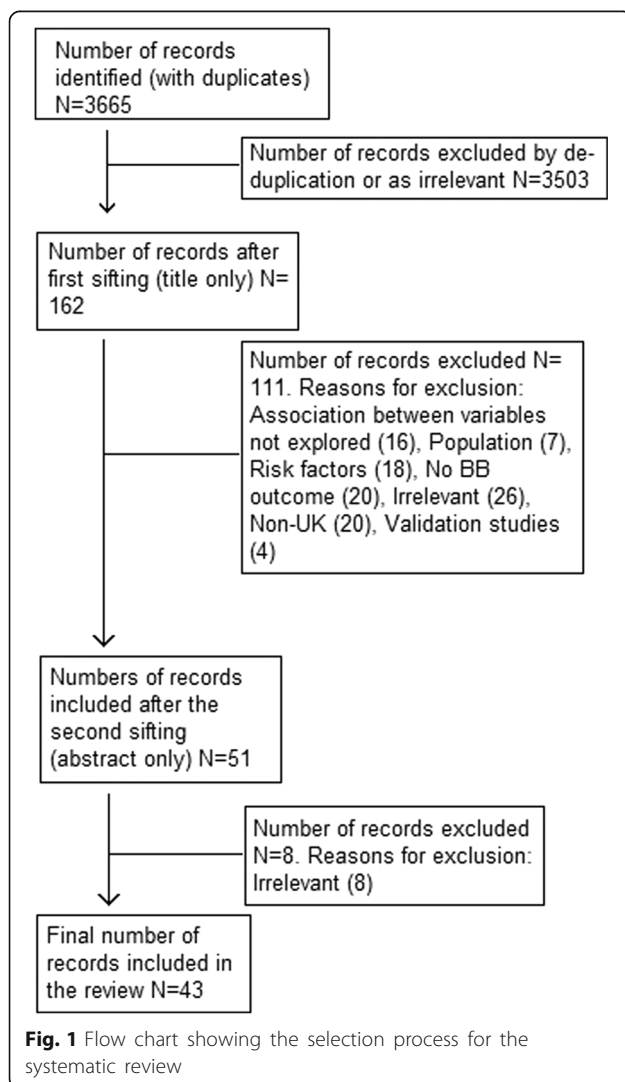 Number of records
identified (with duplicates)
N=3665
Number of records excluded by de-
duplication or as irrelevant N=3503
Number of records after
first sifting (title only) N=
162
Number of records excluded N=
111. Reasons for exclusion:
Association between variables
not explored (16), Population (7),
Risk factors (18), No BB
outcome (20), Irrelevant (26),
Non-UK (20), Validation studies
(4)
Numbers of records
included after the
second sifting
(abstract only) N=51
Number of records excluded
N=8. Reasons for exclusion:
Irrelevant (8)
Final number of
records included in
the review N=43
Fig. 1 Flow chart showing the selection process for the
systematic review